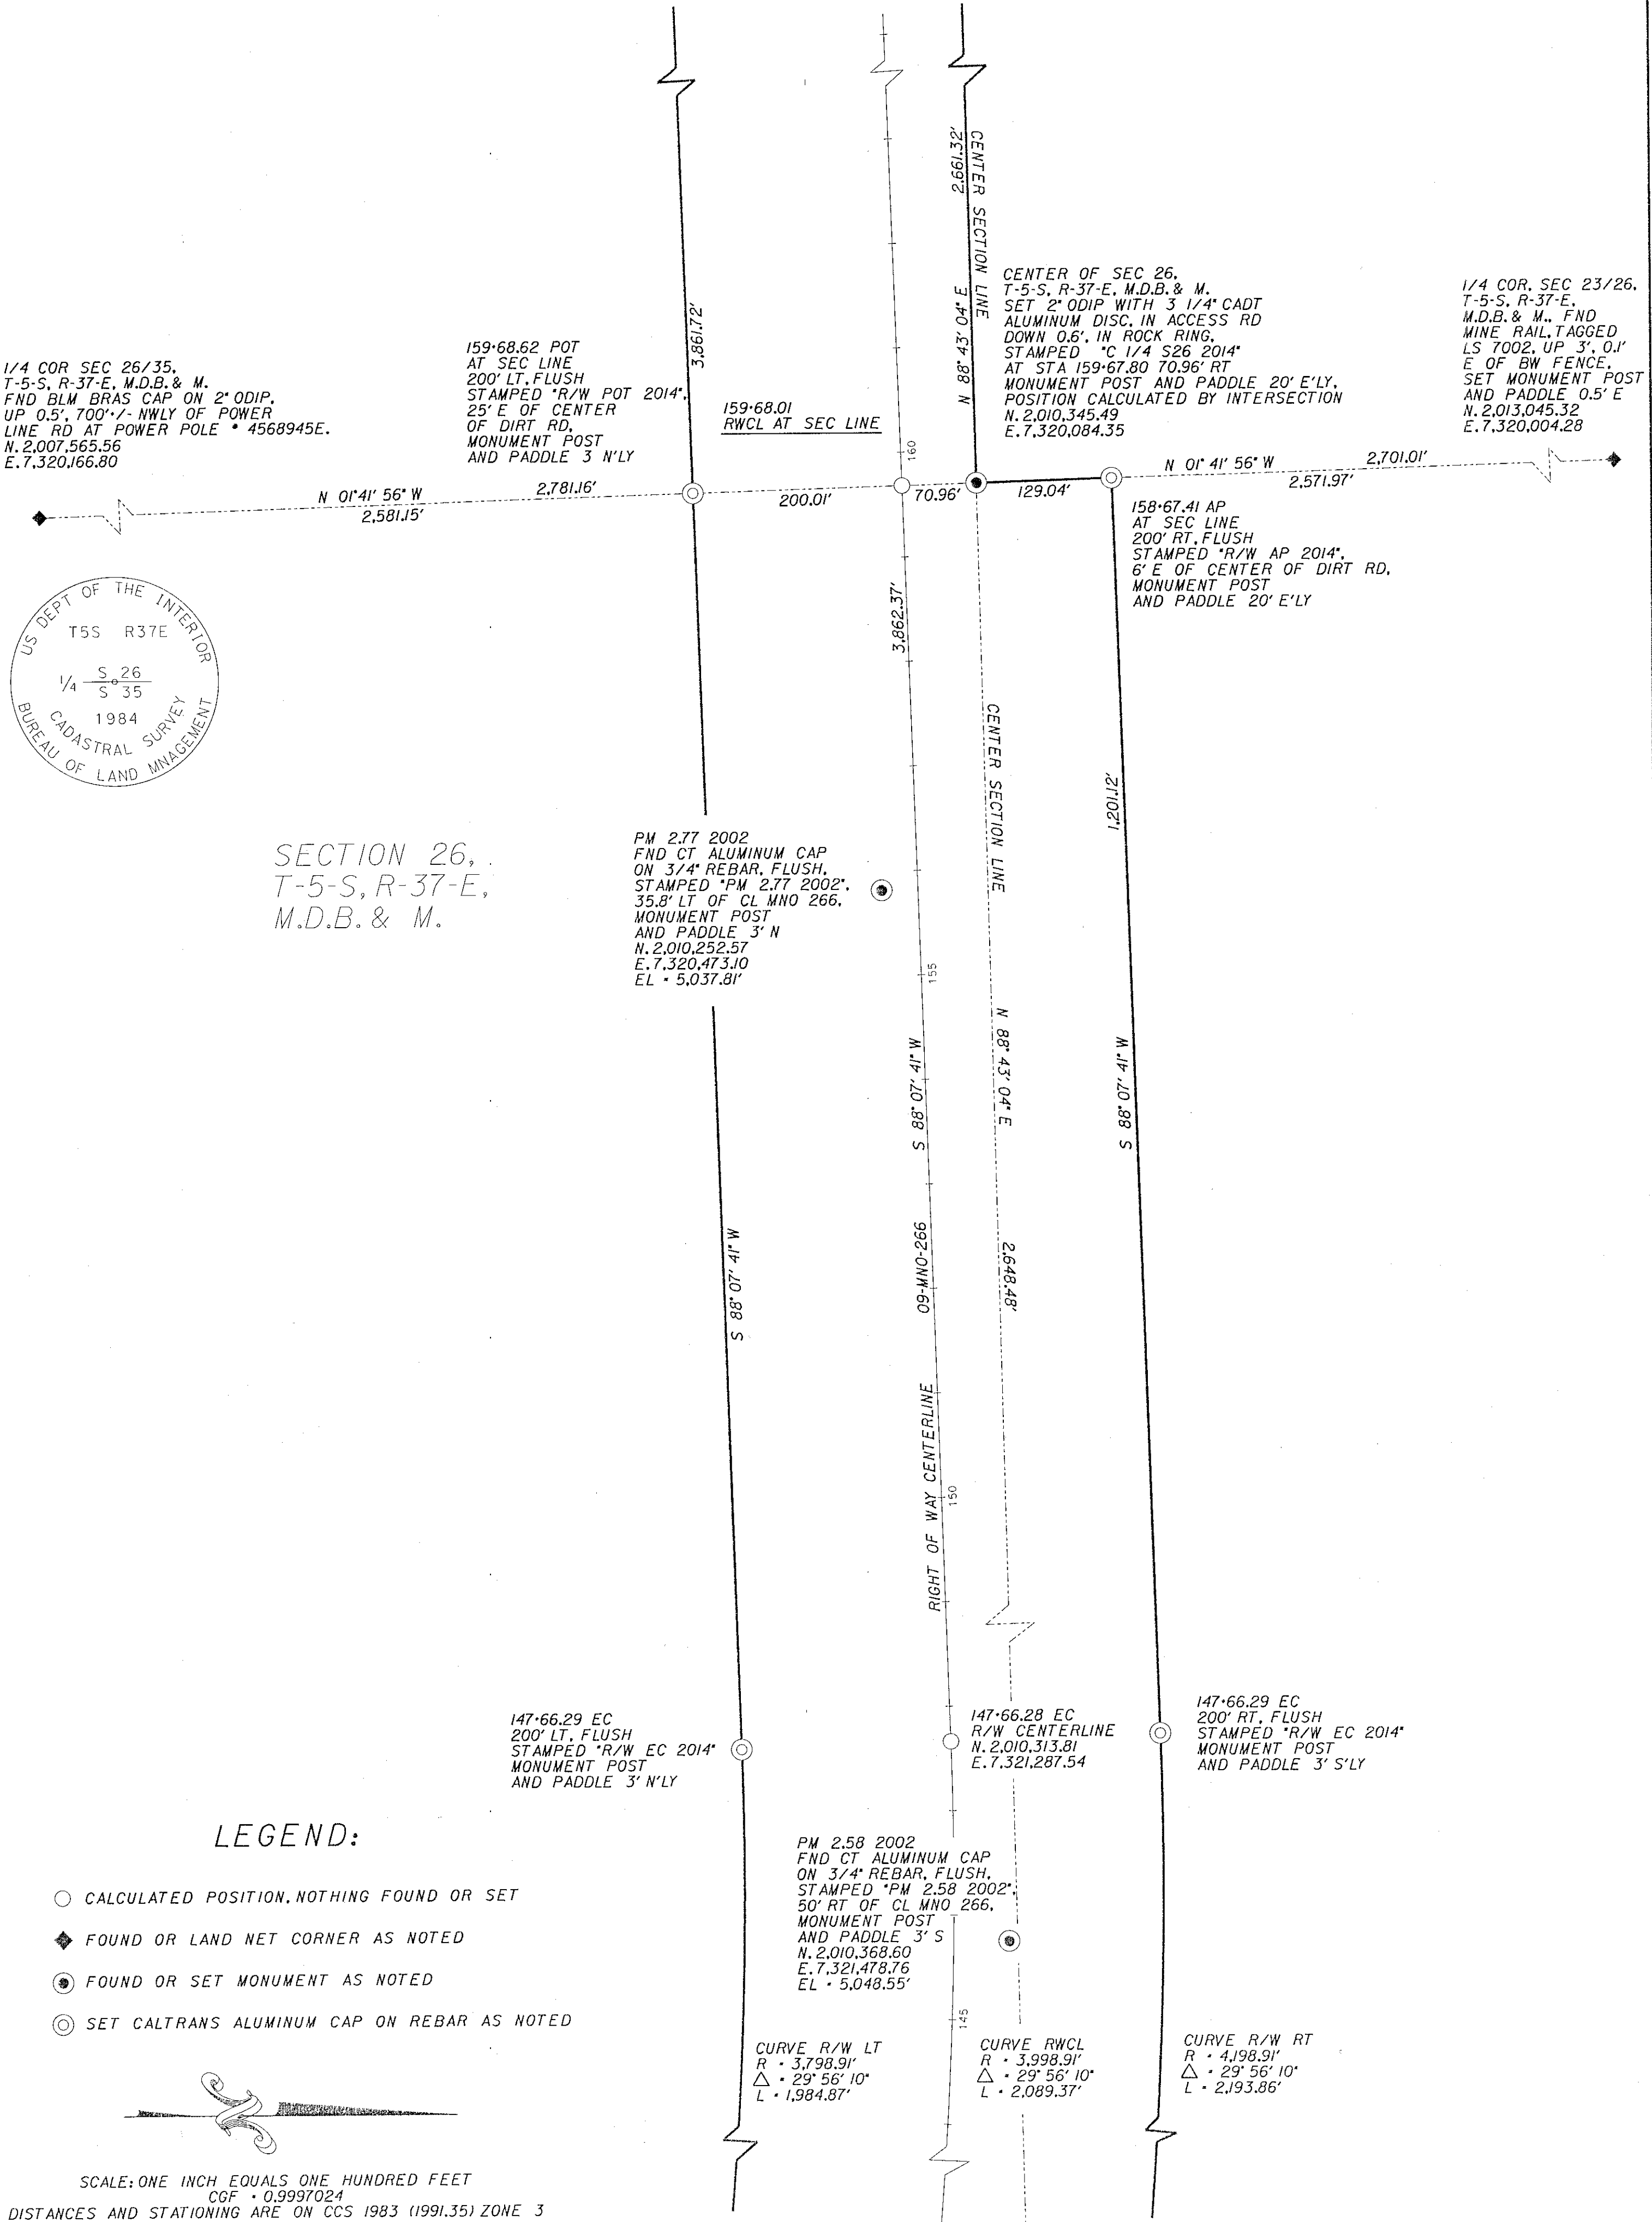 2,661.32'
CENTER SECTION LINE
N 88° 43' 04" E
3,861.72'
1/4 COR SEC 26/35,
T-5-S, R-37-E, M.D.B. & M.
FND BLM BRAS CAP ON 2" ODIP,
UP 0.5', 700'+/- NWLY OF POWER
LINE RD AT POWER POLE * 4568945E.
N. 2,007,565.56
E. 7,320,166.80
159+68.62 POT
AT SEC LINE
200' LT, FLUSH
STAMPED "R/W POT 2014",
25' E OF CENTER
OF DIRT RD,
MONUMENT POST
AND PADDLE 3 N'LY
159+68.01
RWCL AT SEC LINE
CENTER OF SEC 26,
T-5-S, R-37-E, M.D.B. & M.
SET 2" ODIP WITH 3 1/4" CADT
ALUMINUM DISC, IN ACCESS RD
DOWN 0.6', IN ROCK RING,
STAMPED "C 1/4 S26 2014"
AT STA 159+67.80 70.96' RT
MONUMENT POST AND PADDLE 20' E'LY,
POSITION CALCULATED BY INTERSECTION
N. 2,010,345.49
E. 7,320,084.35
1/4 COR, SEC 23/26,
T-5-S, R-37-E,
M.D.B. & M., FND
MINE RAIL, TAGGED
LS 7002, UP 3', 0.1'
E OF BW FENCE,
SET MONUMENT POST
AND PADDLE 0.5' E
N. 2,013,045.32
E. 7,320,004.28
160
N 01° 41' 56" W 2,781.16'
2,581.15'
200.01'
70.96'
129.04'
N 01° 41' 56" W 2,701.01'
2,571.97'
158+67.41 AP
AT SEC LINE
200' RT, FLUSH
STAMPED "R/W AP 2014",
6' E OF CENTER OF DIRT RD,
MONUMENT POST
AND PADDLE 20' E'LY
US DEPT OF THE INTERIOR
T5S R37E
1/4 S 26
S 35
1984
CADASTRAL SURVEY
BUREAU OF LAND MNAGEMENT
3,862.37'
CENTER SECTION LINE
1,201.12'
SECTION 26,
T-5-S, R-37-E,
M.D.B. & M.
PM 2.77 2002
FND CT ALUMINUM CAP
ON 3/4" REBAR, FLUSH,
STAMPED "PM 2.77 2002",
35.8' LT OF CL MNO 266,
MONUMENT POST
AND PADDLE 3' N
N. 2,010,252.57
E. 7,320,473.10
EL = 5,037.81'
155
S 88° 07' 41" W
N 88° 43' 04" E
S 88° 07' 41" W
S 88° 07' 41" W
09-MNO-266
2,648.48'
RIGHT OF WAY CENTERLINE
150
147+66.29 EC
200' LT, FLUSH
STAMPED "R/W EC 2014"
MONUMENT POST
AND PADDLE 3' N'LY
147+66.28 EC
R/W CENTERLINE
N. 2,010,313.81
E. 7,321,287.54
147+66.29 EC
200' RT, FLUSH
STAMPED "R/W EC 2014"
MONUMENT POST
AND PADDLE 3' S'LY
PM 2.58 2002
FND CT ALUMINUM CAP
ON 3/4" REBAR, FLUSH,
STAMPED "PM 2.58 2002",
50' RT OF CL MNO 266,
MONUMENT POST
AND PADDLE 3' S
N. 2,010,368.60
E. 7,321,478.76
EL = 5,048.55'
145
LEGEND:
CALCULATED POSITION, NOTHING FOUND OR SET
FOUND OR LAND NET CORNER AS NOTED
FOUND OR SET MONUMENT AS NOTED
SET CALTRANS ALUMINUM CAP ON REBAR AS NOTED
CURVE R/W LT
R = 3,798.91'
△ = 29° 56' 10"
L = 1,984.87'
CURVE RWCL
R = 3,998.91'
△ = 29° 56' 10"
L = 2,089.37'
CURVE R/W RT
R = 4,198.91'
△ = 29° 56' 10"
L = 2,193.86'
SCALE: ONE INCH EQUALS ONE HUNDRED FEET
CGF = 0.9997024
DISTANCES AND STATIONING ARE ON CCS 1983 (1991.35) ZONE 3